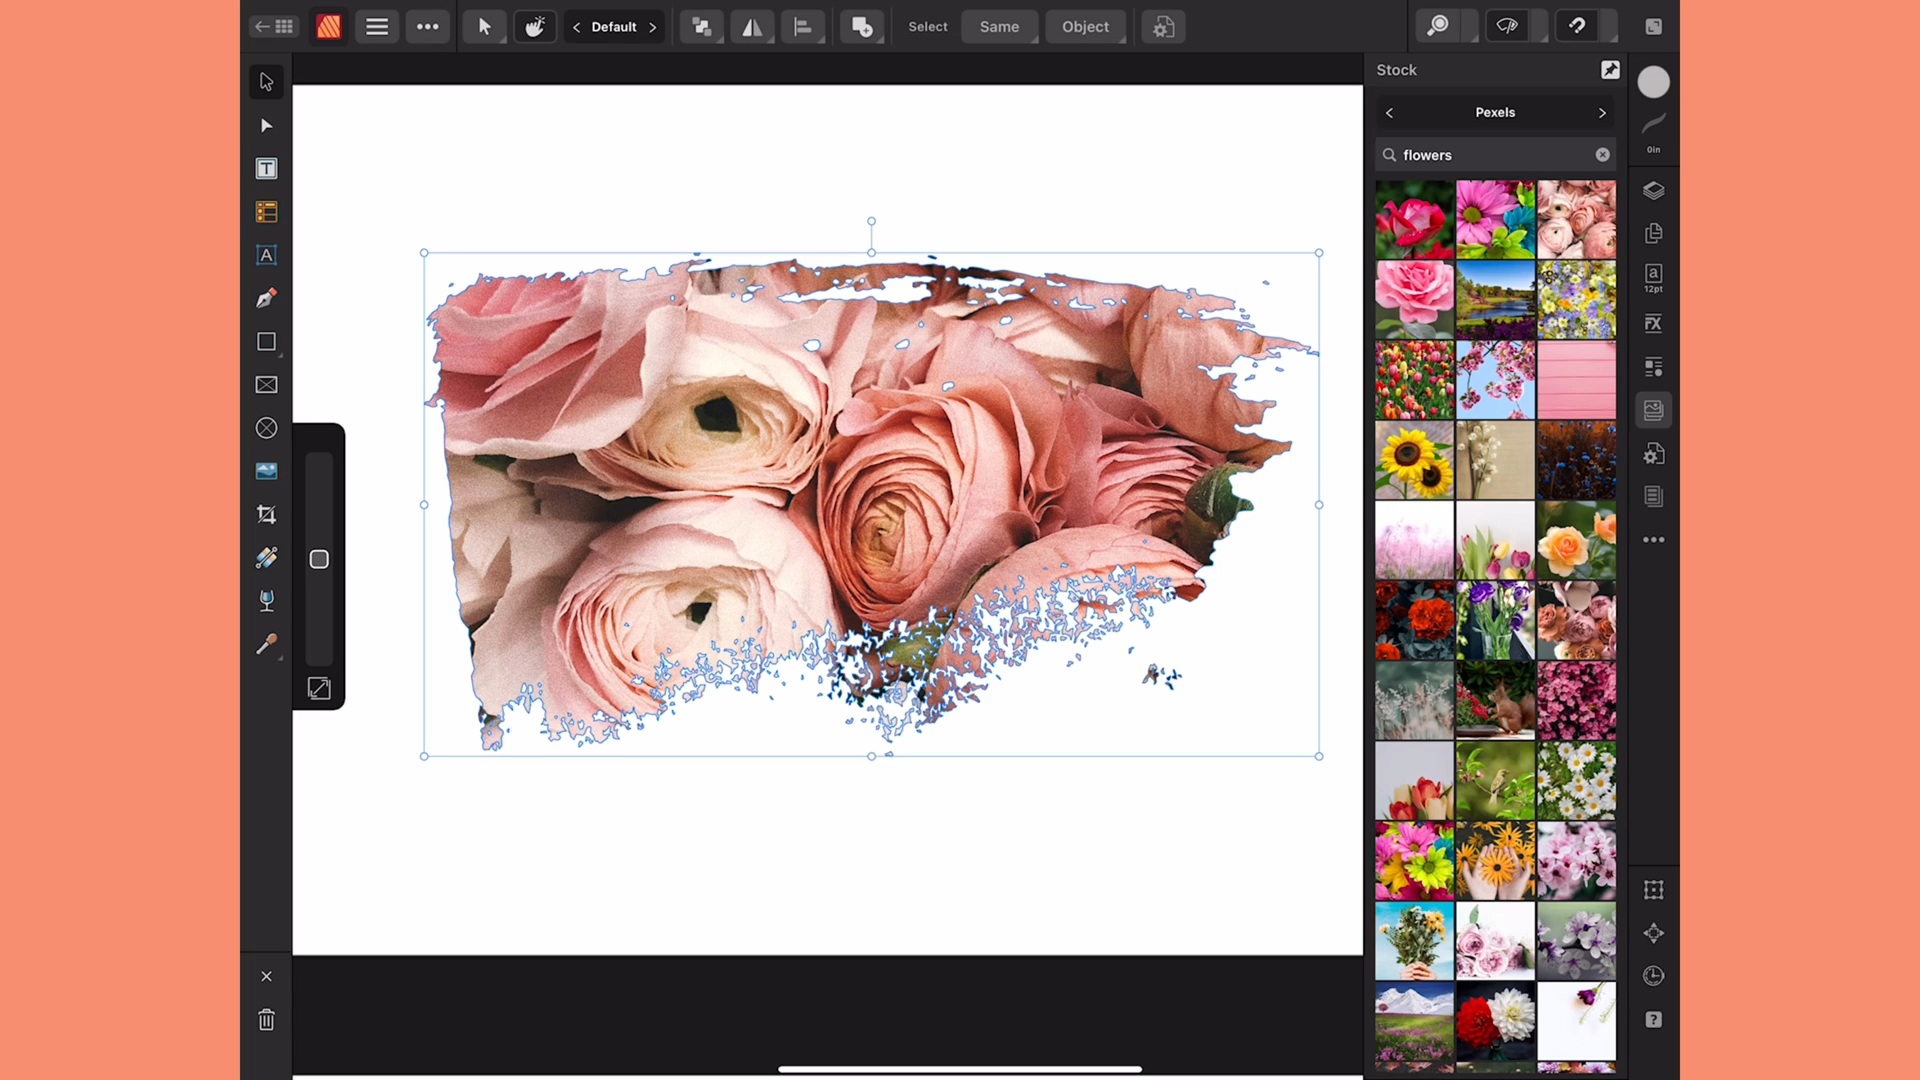 Default
Select
Same
Object
Stock
Pexels
flowers
0in
T
A
a
12pt
FX
?